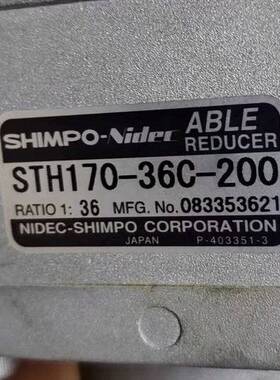 SHIMPO-Nidec ABLE REDUCER
STH170-36C-200
RATIO 1: 36 MFG. No. 083353621
NIDEC-SHIMPO CORPORATION
JAPAN P-403351-3